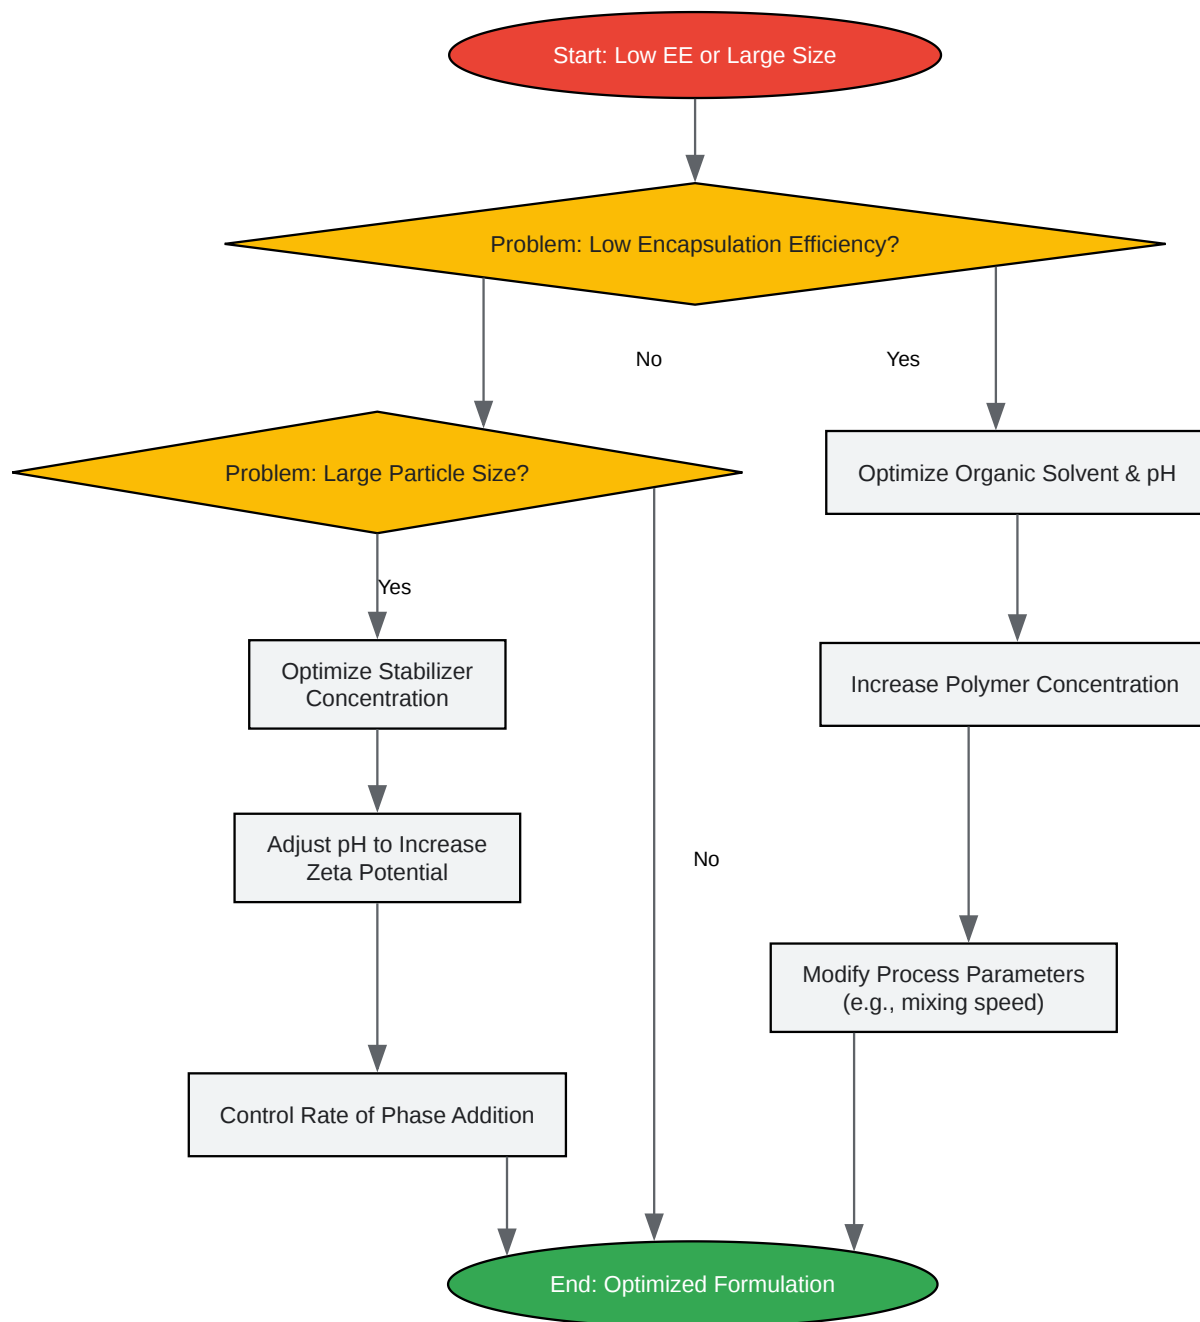 Start: Low EE or Large Size
Problem: Low Encapsulation Efficiency?
No
Yes
Problem: Large Particle Size?
Optimize Organic Solvent & pH
Yes
Optimize Stabilizer
Concentration
Increase Polymer Concentration
Adjust pH to Increase
Zeta Potential
No
Modify Process Parameters
(e.g., mixing speed)
Control Rate of Phase Addition
End: Optimized Formulation